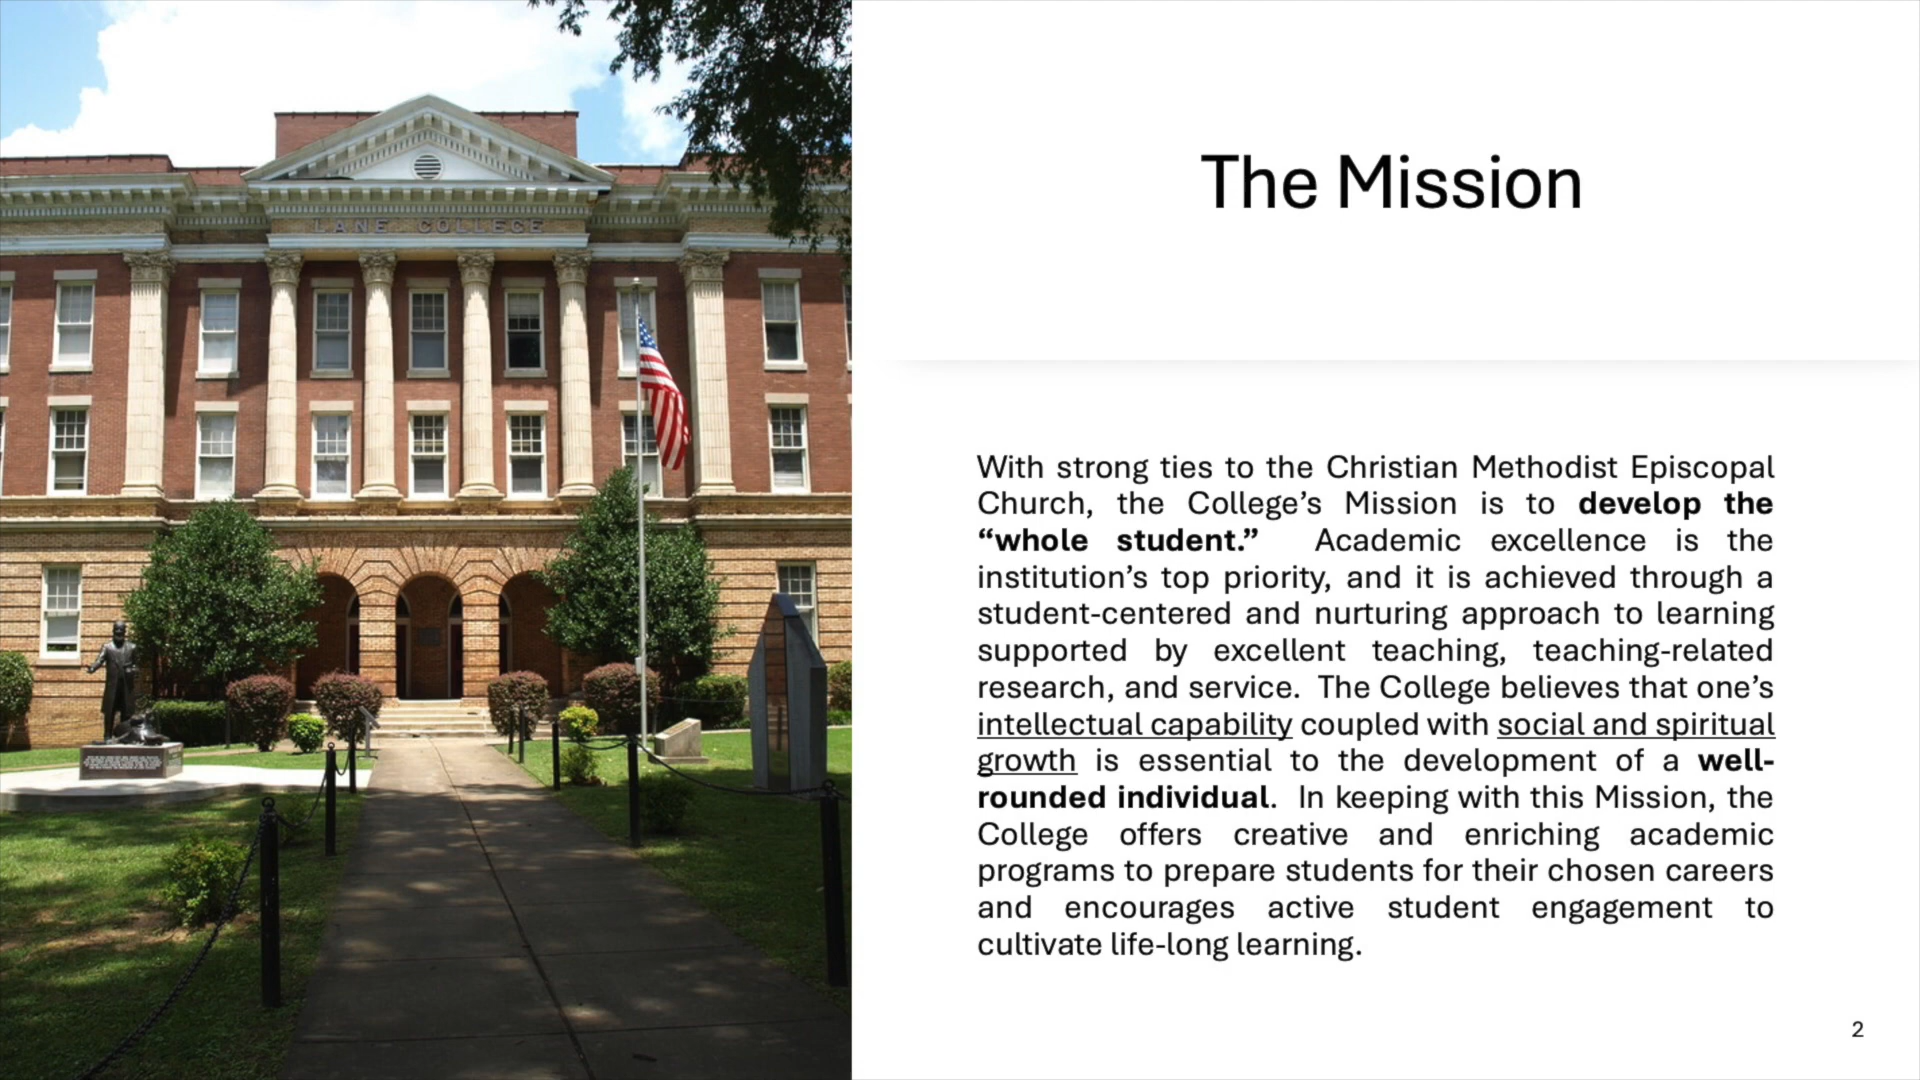 LANE COLLEGE
The Mission
With strong ties to the Christian Methodist Episcopal
Church, the College’s Mission is to develop the
“whole student.” Academic excellence is the
institution’s top priority, and it is achieved through a
student-centered and nurturing approach to learning
supported by excellent teaching, teaching-related
research, and service. The College believes that one’s
intellectual capability coupled with social and spiritual
growth is essential to the development of a well-
rounded individual. In keeping with this Mission, the
College offers creative and enriching academic
programs to prepare students for their chosen careers
and encourages active student engagement to
cultivate life-long learning.
2